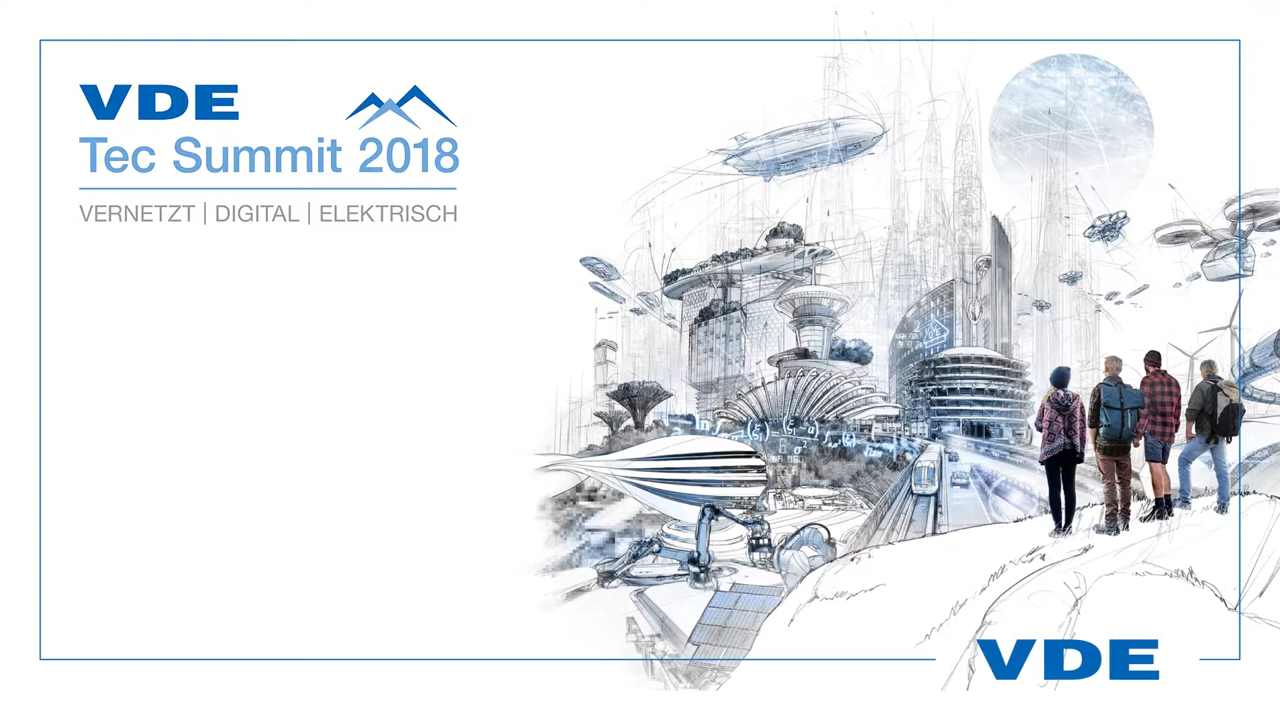 VDE
Tec Summit 2018
VERNETZT | DIGITAL | ELEKTRISCH
VDE